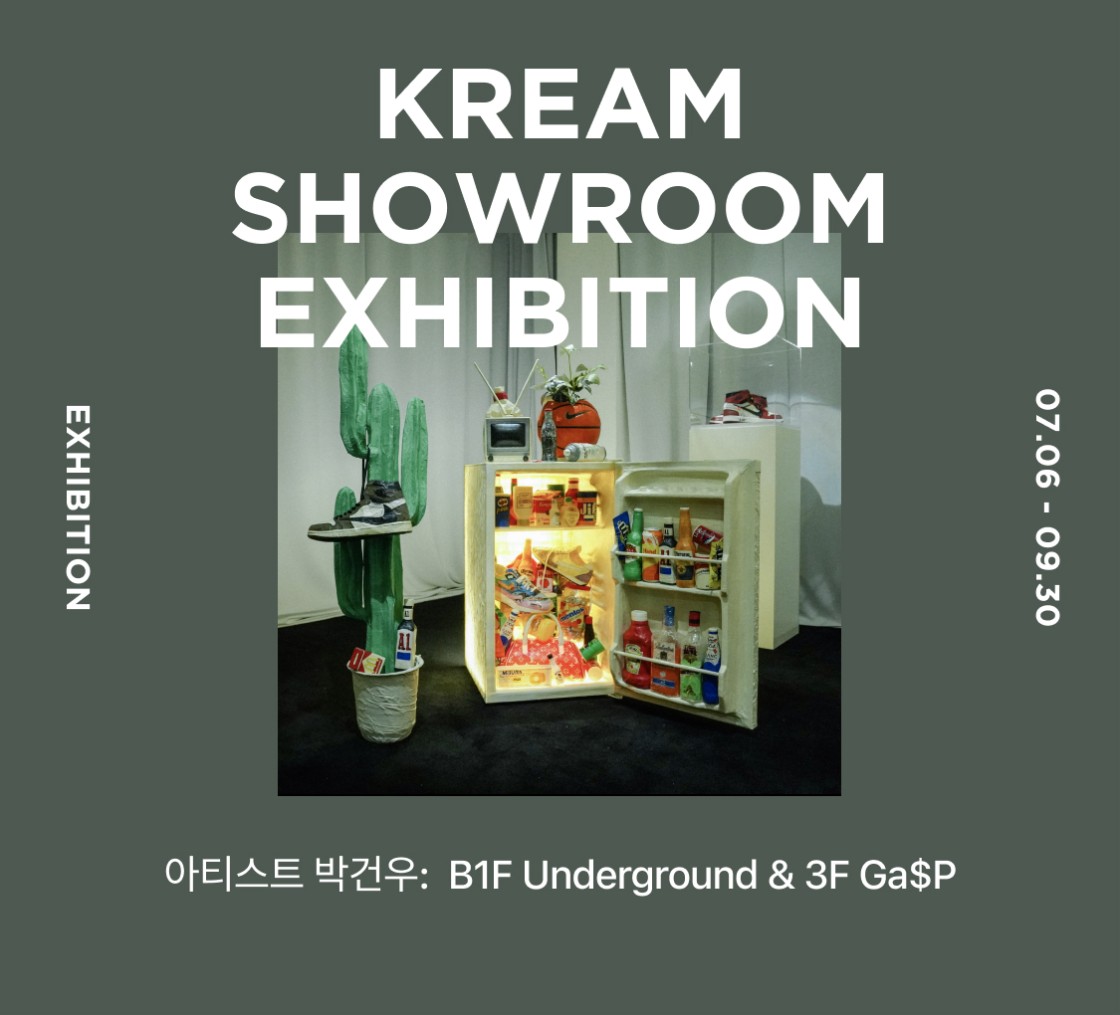 KREAM
SHOWROOM
EXHIBITION
EXHIBITION
07.06 - 09.30
A1
아티스트 박건우: B1F Underground & 3F Ga$P